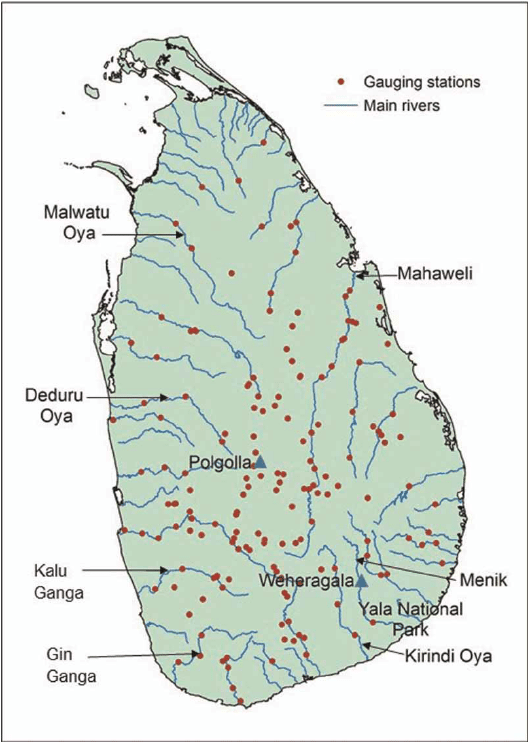 Gauging stations
Main rivers
Malwatu
Oya
Mahaweli
Deduru
Oya
Polgolla
Kalu
Ganga
Weheragala
Menik
Yala National
Park
Gin
Ganga
Kirindi Oya